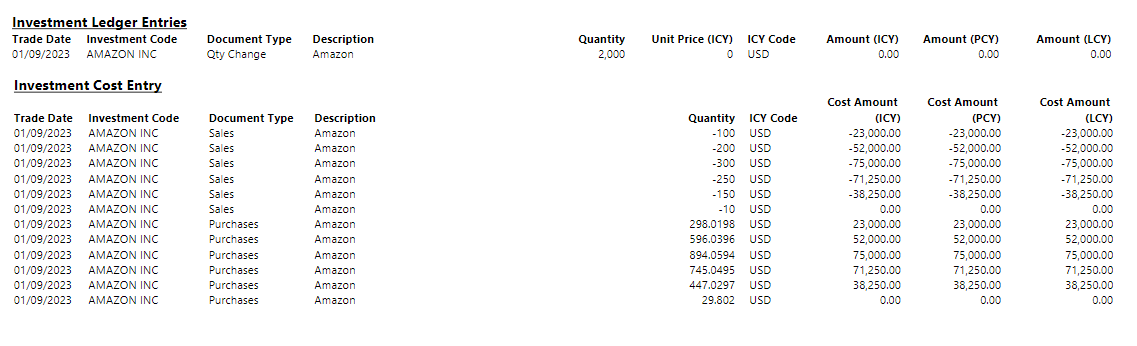 Investment Ledger Entries
Trade Date Investment Code Document Type Description Quantity Unit Price (ICY) ICY Code Amount (ICY) Amount (PCY) Amount (LCY)
01/09/2023 AMAZON INC Qty Change Amazon 2,000 0 USD 0.00 0.00 0.00
Investment Cost Entry
Cost Amount Cost Amount Cost Amount
Trade Date Investment Code Document Type Description Quantity ICY Code (ICY) (PCY) (LCY)
01/09/2023 AMAZON INC Sales Amazon -100 USD -23,000.00 -23,000.00 -23,000.00
01/09/2023 AMAZON INC Sales Amazon -200 USD -52,000.00 -52,000.00 -52,000.00
01/09/2023 AMAZON INC Sales Amazon -300 USD -75,000.00 -75,000.00 -75,000.00
01/09/2023 AMAZON INC Sales Amazon -250 USD -71,250.00 -71,250.00 -71,250.00
01/09/2023 AMAZON INC Sales Amazon -150 USD -38,250.00 -38,250.00 -38,250.00
01/09/2023 AMAZON INC Sales Amazon -10 USD 0.00 0.00 0.00
01/09/2023 AMAZON INC Purchases Amazon 298.0198 USD 23,000.00 23,000.00 23,000.00
01/09/2023 AMAZON INC Purchases Amazon 596.0396 USD 52,000.00 52,000.00 52,000.00
01/09/2023 AMAZON INC Purchases Amazon 894.0594 USD 75,000.00 75,000.00 75,000.00
01/09/2023 AMAZON INC Purchases Amazon 745.0495 USD 71,250.00 71,250.00 71,250.00
01/09/2023 AMAZON INC Purchases Amazon 447.0297 USD 38,250.00 38,250.00 38,250.00
01/09/2023 AMAZON INC Purchases Amazon 29.802 USD 0.00 0.00 0.00